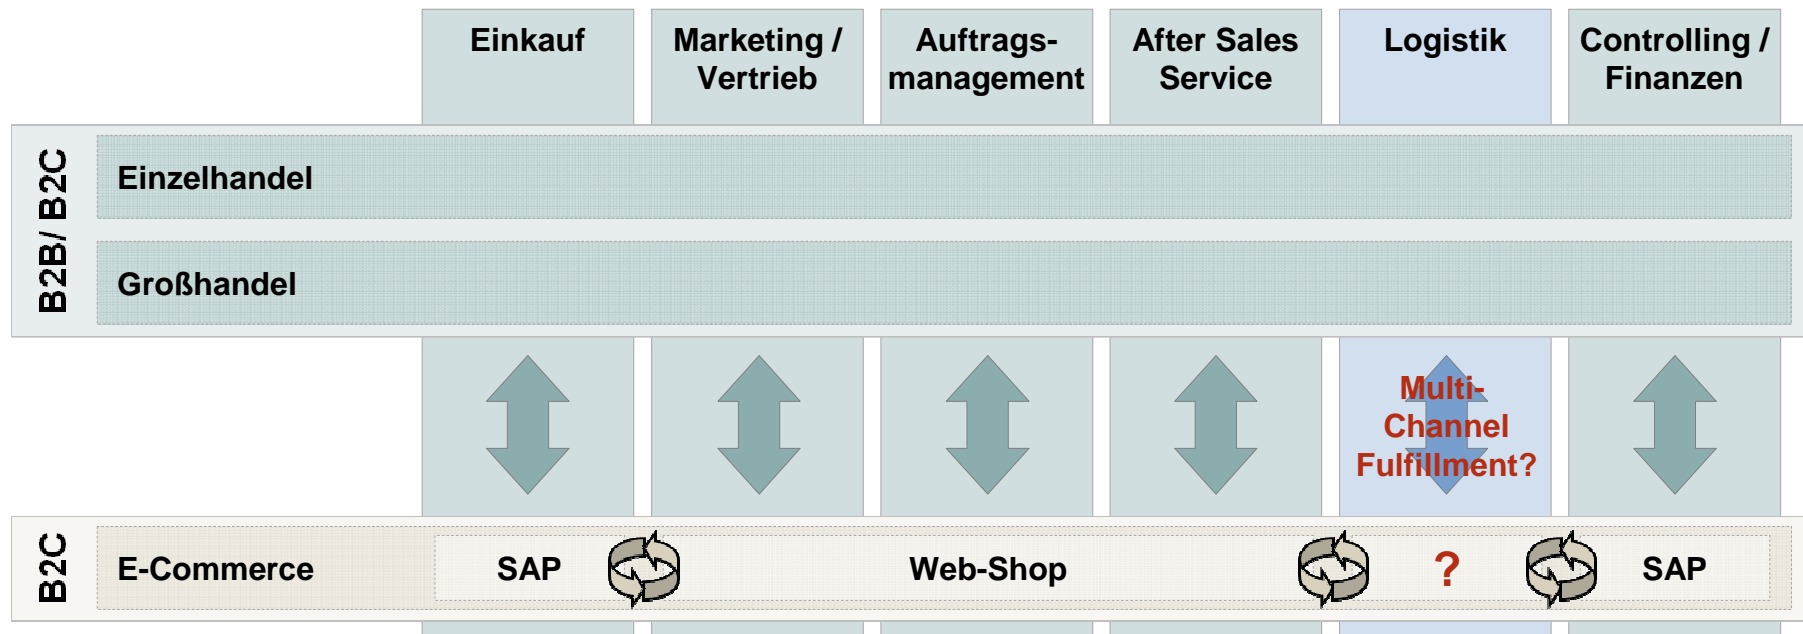 Einkauf
Marketing /
Vertrieb
Auftrags-
management
After Sales
Service
Logistik
Controlling /
Finanzen
B2B/ B2C
Einzelhandel
Großhandel
Multi-
Channel
Fulfillment?
B2C
E-Commerce
SAP
Web-Shop
?
SAP